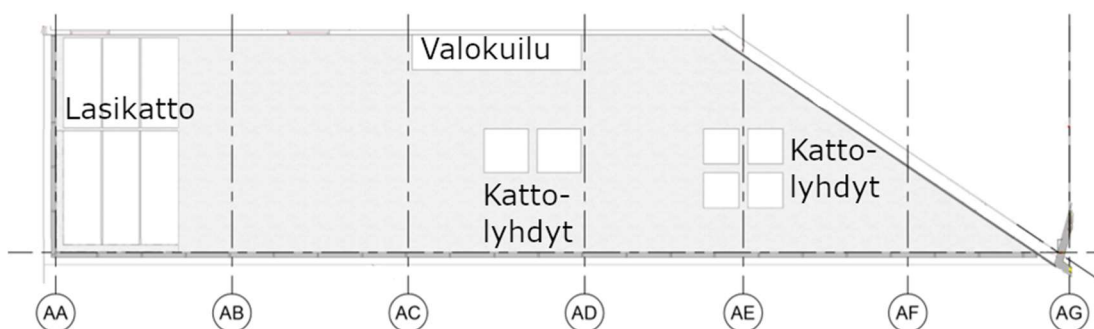 Valokuilu
Lasikatto
Katto-
lyhdyt
Katto-
lyhdyt
AA AB AC AD AE AF AG